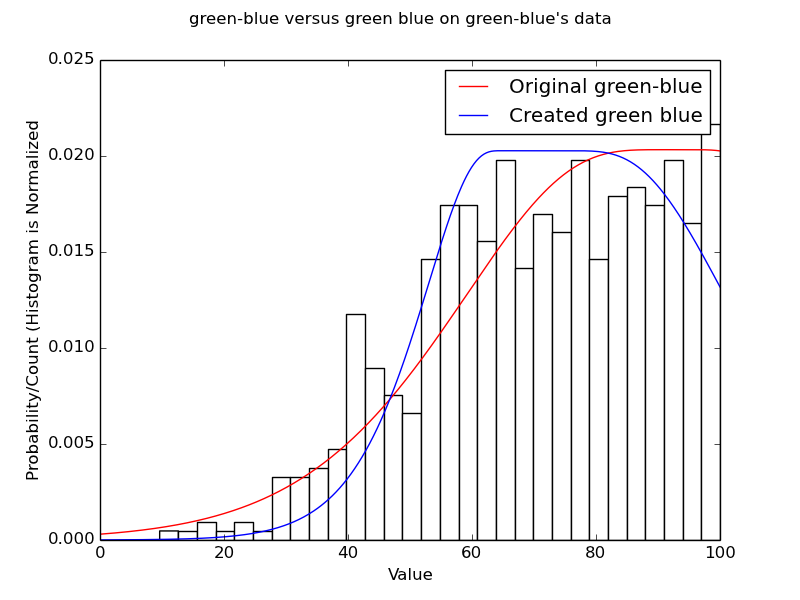 green-blue versus green blue on green-blue's data
Original green-blue
Created green blue
Probability/Count (Histogram is Normalized
0.025
0.020
0.015
0.010
0.005
0.000
0 20 40 60 80 100
Value